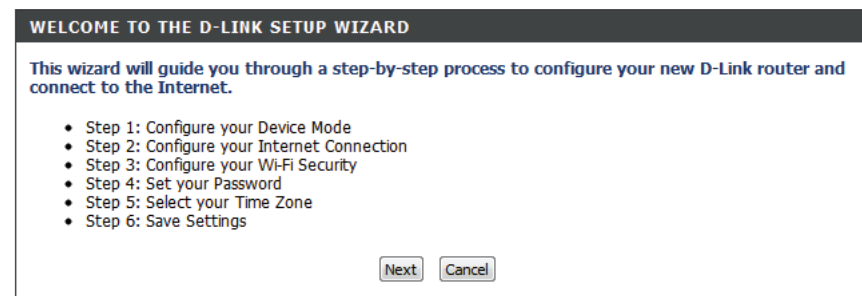 WELCOME TO THE D-LINK SETUP WIZARD
This wizard will guide you through a step-by-step process to configure your new D-Link router and
connect to the Internet.
• Step 1: Configure your Device Mode
• Step 2: Configure your Internet Connection
• Step 3: Configure your Wi-Fi Security
• Step 4: Set your Password
• Step 5: Select your Time Zone
• Step 6: Save Settings
Next Cancel